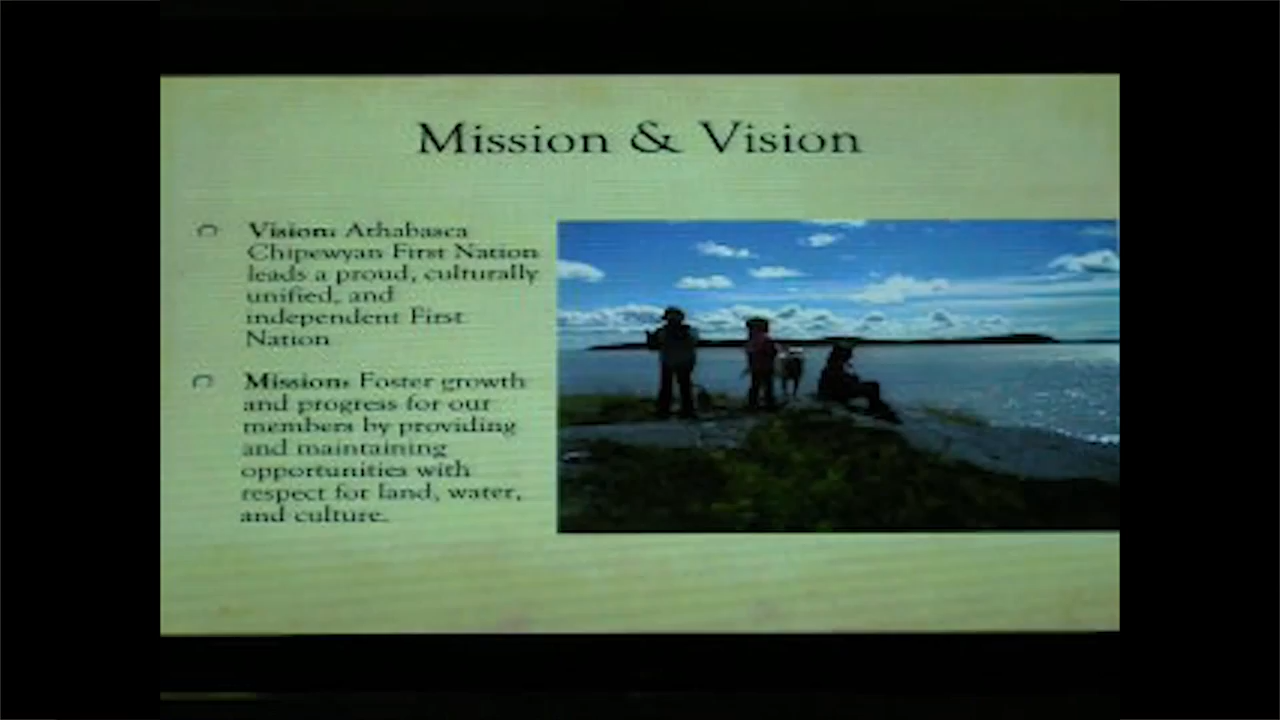 Mission & Vision
Vision: Athabasca
Chipewyan First Nation
leads a proud, culturally
unified, and
independent First
Nation
Mission: Foster growth
and progress for our
members by providing
and maintaining
opportunities with
respect for land, water,
and culture.